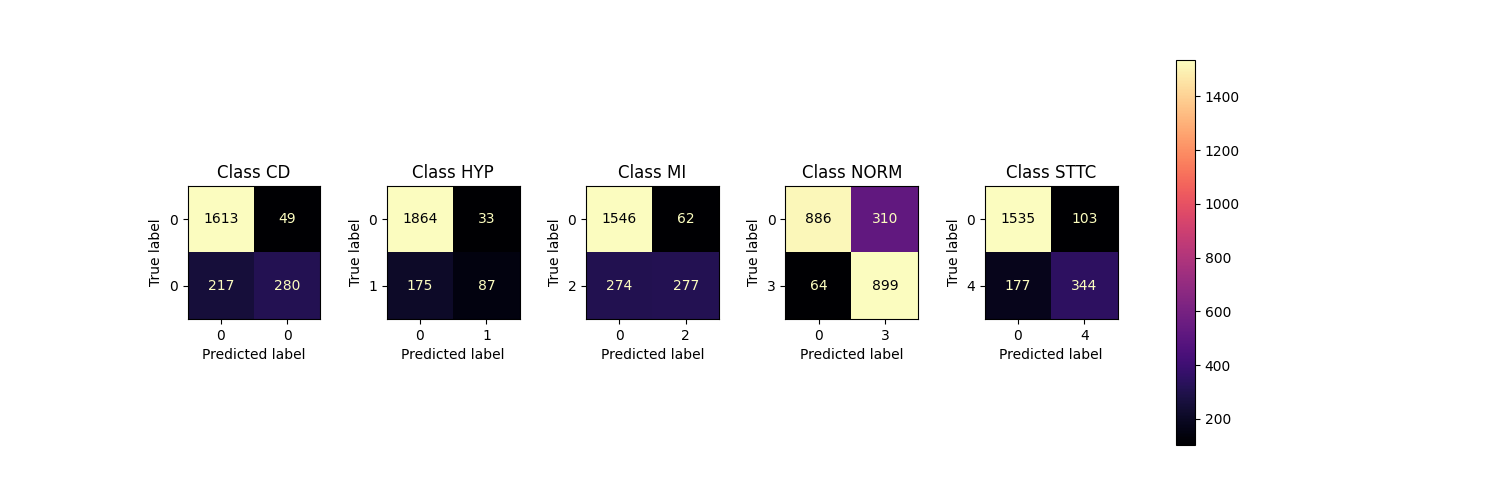 Class CD
Class HYP
Class MI
Class NORM
Class STTC
True label
0
0
1613 49
217 280
0 0
Predicted label
True label
0
1
1864 33
175 87
0 1
Predicted label
True label
0
2
1546 62
274 277
0 2
Predicted label
True label
0
3
886 310
64 899
0 3
Predicted label
True label
0
4
1535 103
177 344
0 4
Predicted label
1400
1200
1000
800
600
400
200